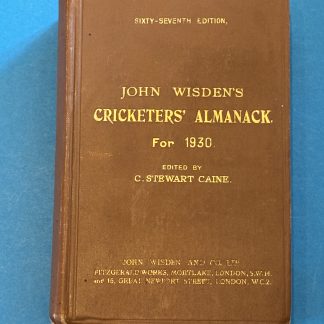 SIXTY-SEVENTH EDITION,
JOHN WISDEN'S
CRICKETERS' ALMANACK.
For 1930
EDITED BY
C. STEWART CAINE.
JOHN WISDEN AND CO. LTD
FITZGERALD WORKS, MORTLAKE, LONDON, S.W.14.
and 15, GREAT NEWPORT STREET, LONDON, W.C.2.